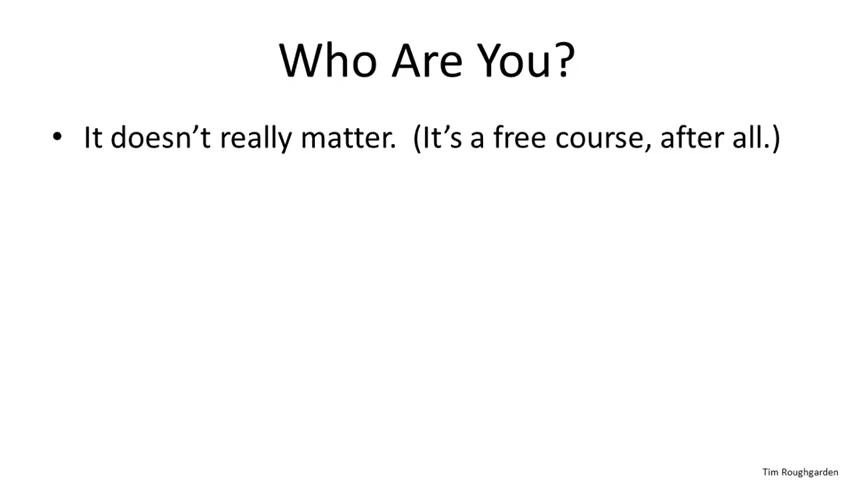 Who Are You?
• It doesn’t really matter.  (It’s a free course, after all.)
Tim Roughgarden